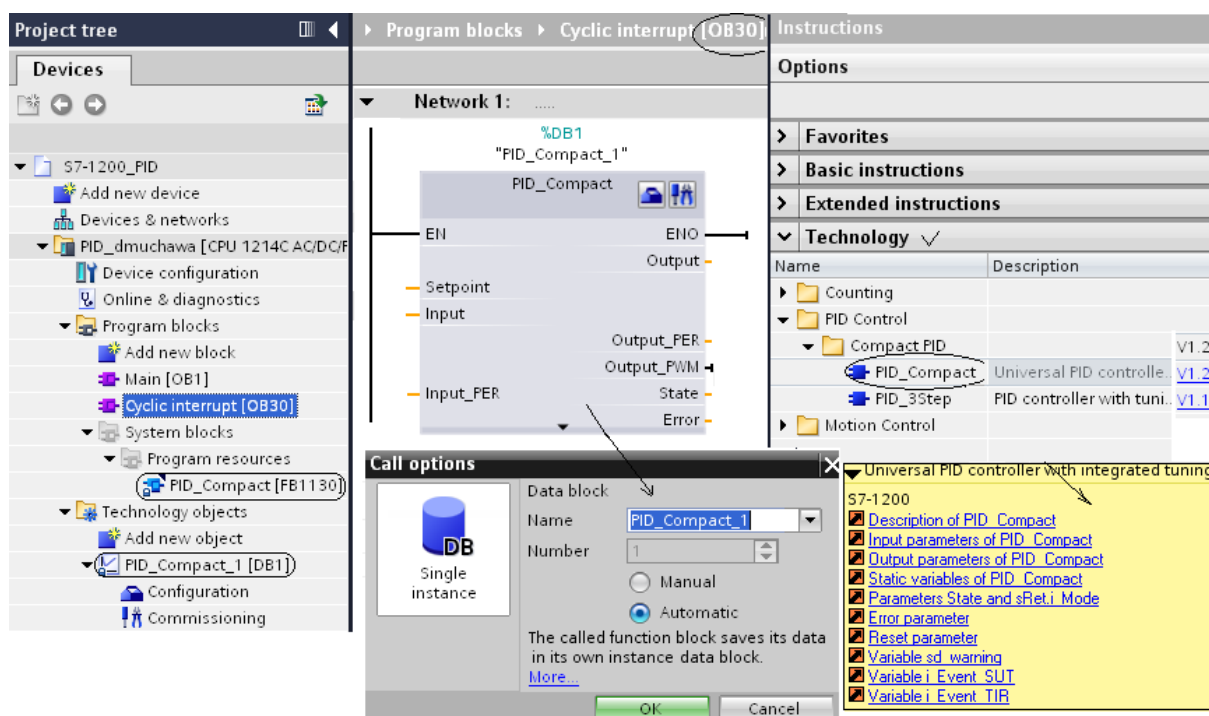 Project tree
Devices
S7-1200_PID
Add new device
Devices & networks
PID_dmuchawa [CPU 1214C AC/DC/R
Device configuration
Online & diagnostics
Program blocks
Add new block
Main [OB1]
Cyclic interrupt [OB30]
System blocks
Program resources
PID_Compact [FB1130]
Technology objects
Add new object
PID_Compact_1 [DB1]
Configuration
Commissioning
Program blocks Cyclic interrupt [OB30]
Network 1: .....
%DB1
"PID_Compact_1"
PID_Compact
EN ENO
Output
Setpoint
Input
Output_PER
Output_PWM
Input_PER State
Error
Instructions
Options
Favorites
Basic instructions
Extended instructions
Technology
Name Description
Counting
PID Control
Compact PID V1.2
PID_Compact Universal PID controlle.. V1.2
PID_3Step PID controller with tuni.. V1.1
Motion Control
Call options X
DB
Single
instance
Data block
Name PID_Compact_1
Number 1
Manual
Automatic
The called function block saves its data
in its own instance data block.
More...
OK Cancel
Universal PID controller with integrated tuning
S7-1200
Description of PID_Compact
Input parameters of PID_Compact
Output parameters of PID_Compact
Static variables of PID_Compact
Parameters State and sRet.i_Mode
Error parameter
Reset parameter
Variable sd_warning
Variable i_Event_SUT
Variable i_Event_TIR